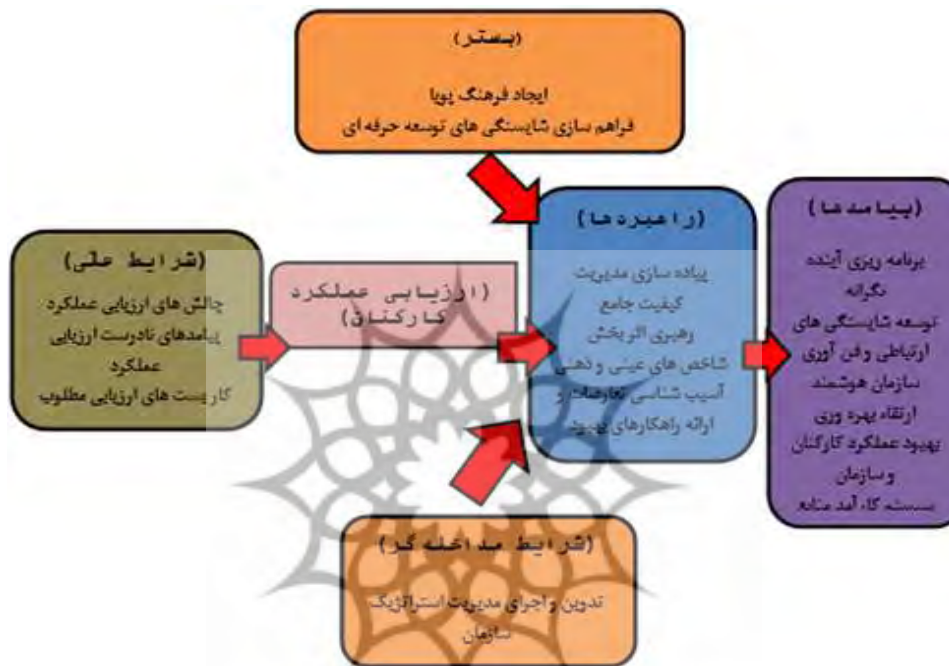 (بستر)
ایجاد فرهنگ پویا
فراهم سازی شایستگی های توسعه حرفه ای
(شرایط علی)
چالش های ارزیابی عملکرد
پیامدهای نادرست ارزیابی
عملکرد
کاربست های ارزیابی مطلوب
(ارزیابی عملکرد
کارکنان)
(راهبردها)
پیاده سازی مدیریت
کیفیت جامع
رهبری اثربخش
شاخص های عینی و ذهنی
آسیب شناسی تعارضات و
ارائه راهکارهای بهبود
(پیامدها)
برنامه ریزی آینده
نگرانه
توسعه شایستگی های
ارتباطی و فن آوری
سازمان هوشمند
ارتقاء بهره وری
بهبود عملکرد کارکنان
و سازمان
سیستم کارآمد منابع
(شرایط مداخله گر)
تدوین و اجرای مدیریت استراتژیک
سازمان